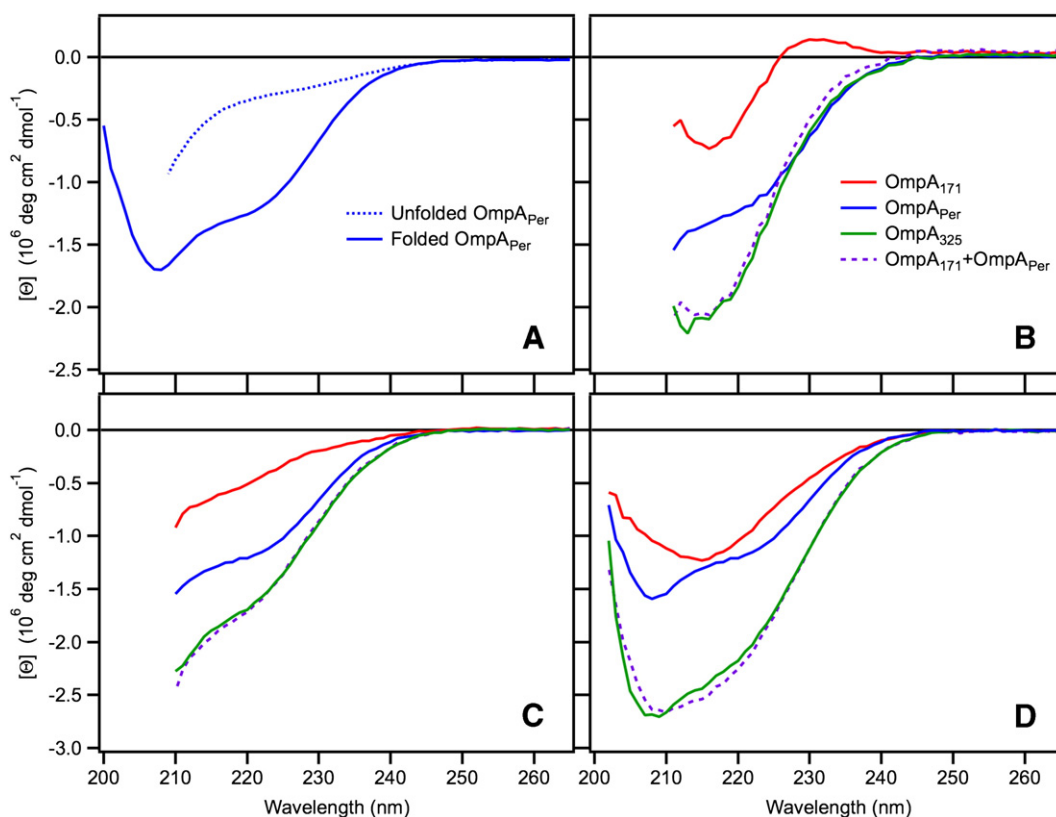 0.0
-0.5
-1.0
-1.5
-2.0
-2.5
[Θ] (10⁶ deg cm² dmol⁻¹)
Unfolded OmpA_Per
Folded OmpA_Per
A
OmpA₁₇₁
OmpA_Per
OmpA₃₂₅
OmpA₁₇₁+OmpA_Per
B
0.0
-0.5
-1.0
-1.5
-2.0
-2.5
-3.0
[Θ] (10⁶ deg cm² dmol⁻¹)
C
D
200 210 220 230 240 250 260
Wavelength (nm)
200 210 220 230 240 250 260
Wavelength (nm)